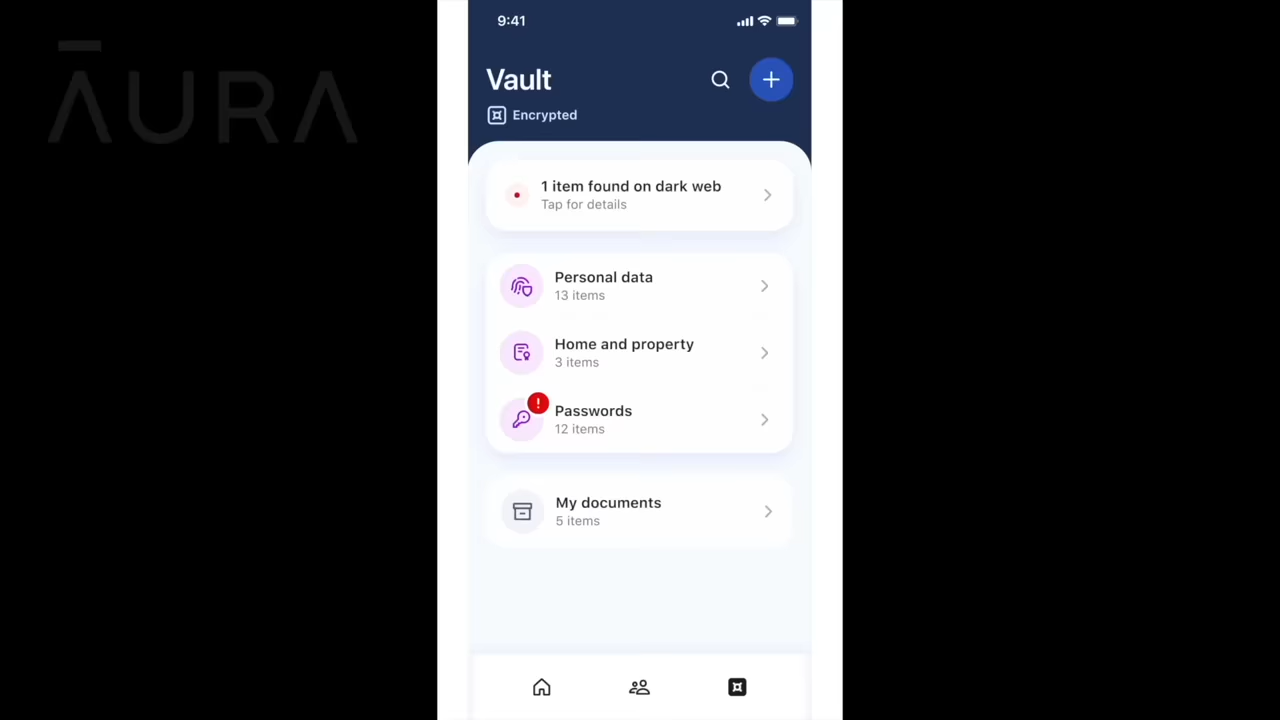 ĀURA
9:41
Vault
Encrypted
1 item found on dark web
Tap for details
Personal data
13 items
Home and property
3 items
!
Passwords
12 items
My documents
5 items